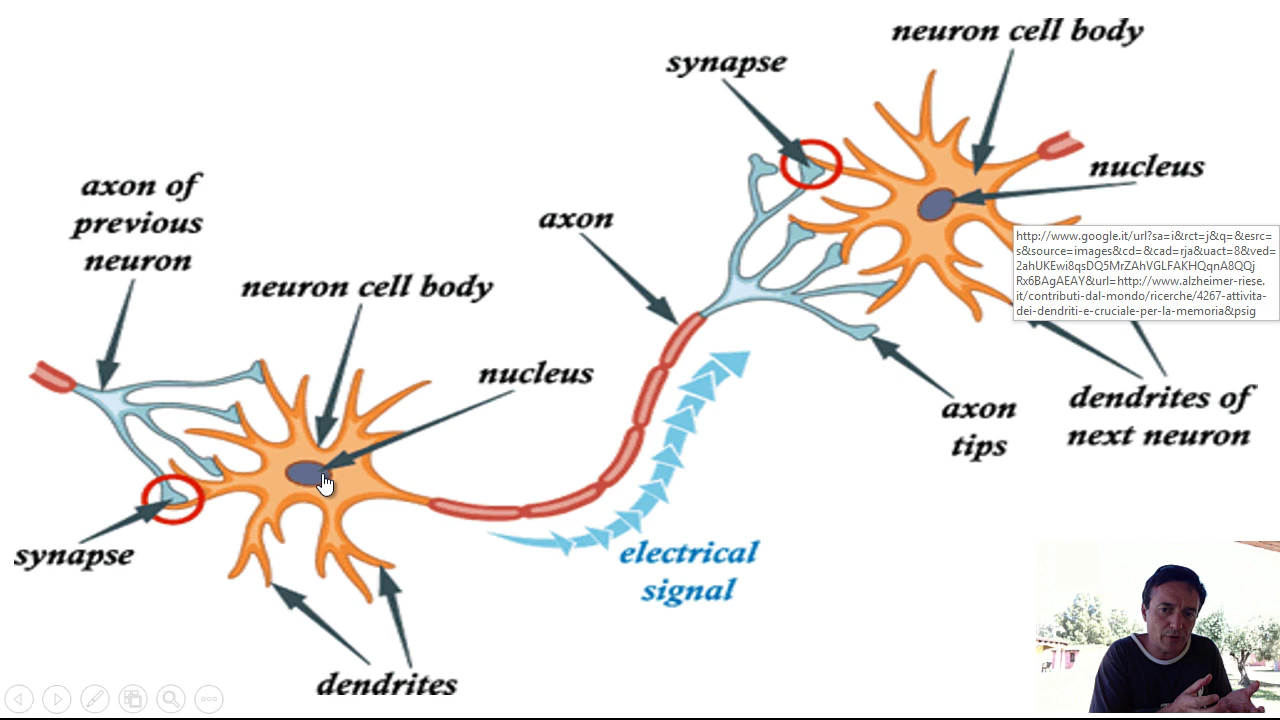 neuron cell body
synapse
nucleus
axon of
previous
neuron
axon
neuron cell body
nucleus
http://www.google.it/url?sa=i&rct=j&q=&esrc=
s&source=images&cd=&cad=rja&uact=8&ved=
2ahUKEwi8qsDQ5MrZAhVGLFAKHQqnA8QQj
Rx6BAgAEAY&url=http://www.alzheimer-riese.
it/contributi-dal-mondo/ricerche/4267-attivita-
dei-dendriti-e-cruciale-per-la-memoria&psig
axon
tips
dendrites of
next neuron
synapse
electrical
signal
dendrites